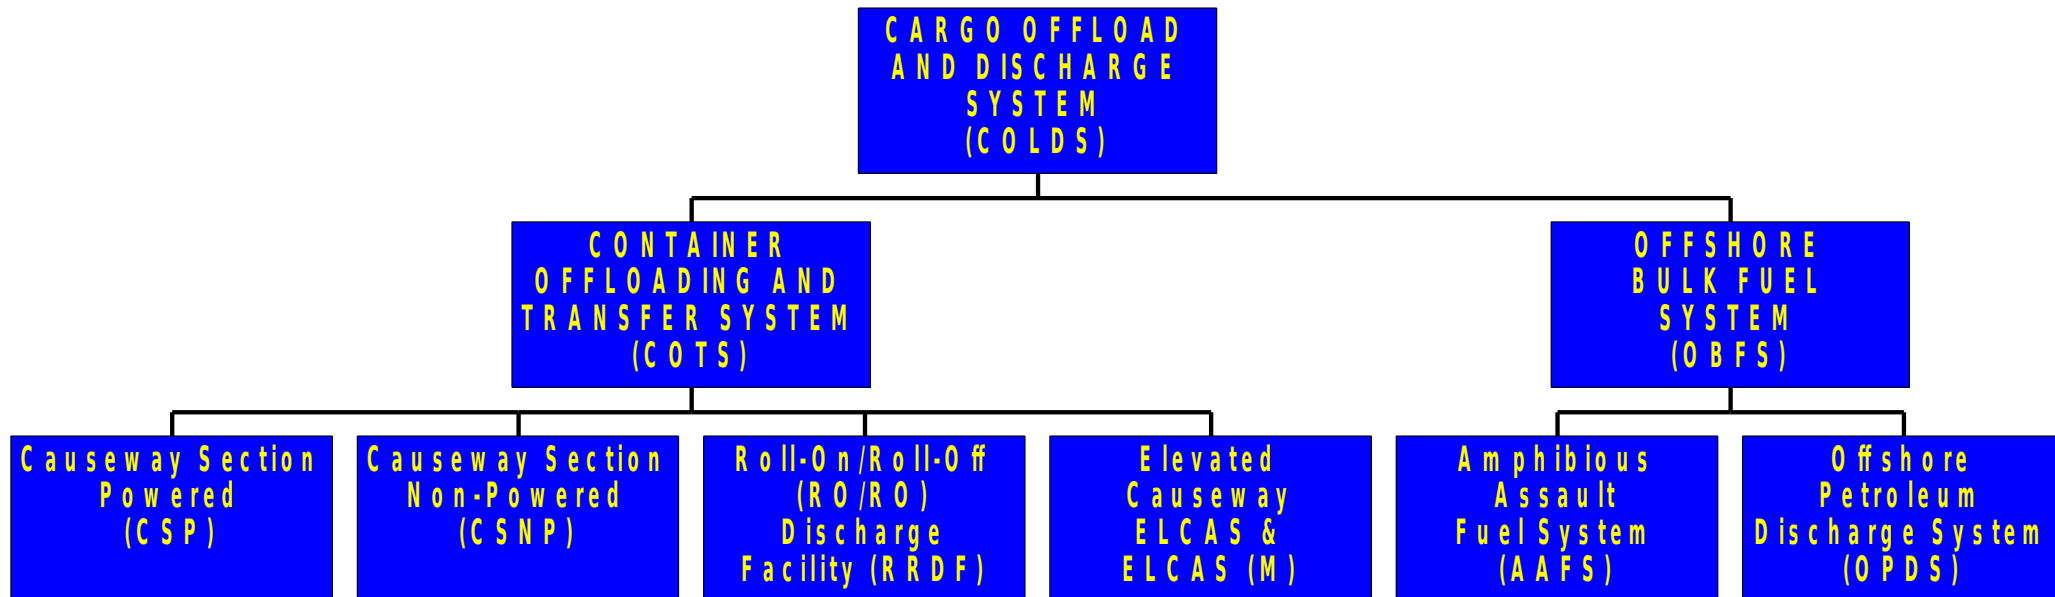 CARGO OFFLOAD
AND DISCHARGE
SYSTEM
(COLDS)
CONTAINER
OFFLOADING AND
TRANSFER SYSTEM
(COTS)
OFFSHORE
BULK FUEL
SYSTEM
(OBFS)
Causeway Section
Powered
(CSP)
Causeway Section
Non-Powered
(CSNP)
Roll-On/Roll-Off
(RO/RO)
Discharge
Facility (RRDF)
Elevated
Causeway
ELCAS &
ELCAS (M)
Amphibious
Assault
Fuel System
(AAFS)
Offshore
Petroleum
Discharge System
(OPDS)